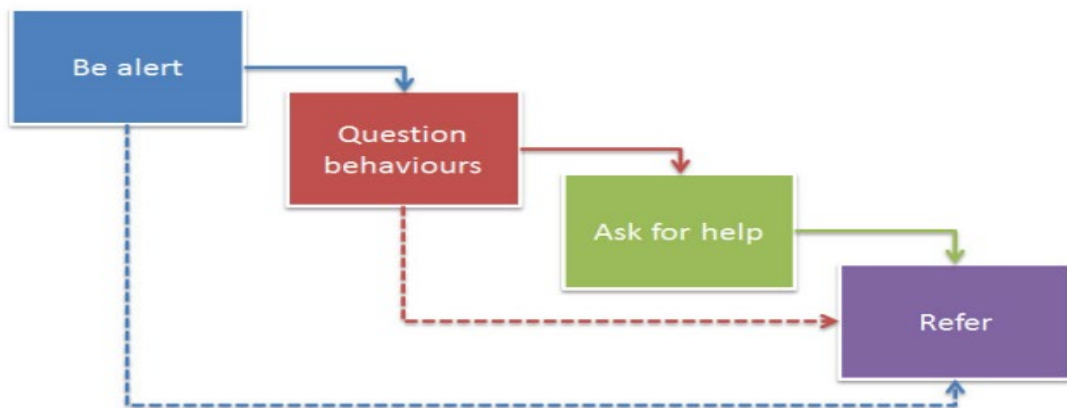 Be alert
Question
behaviours
Ask for help
Refer